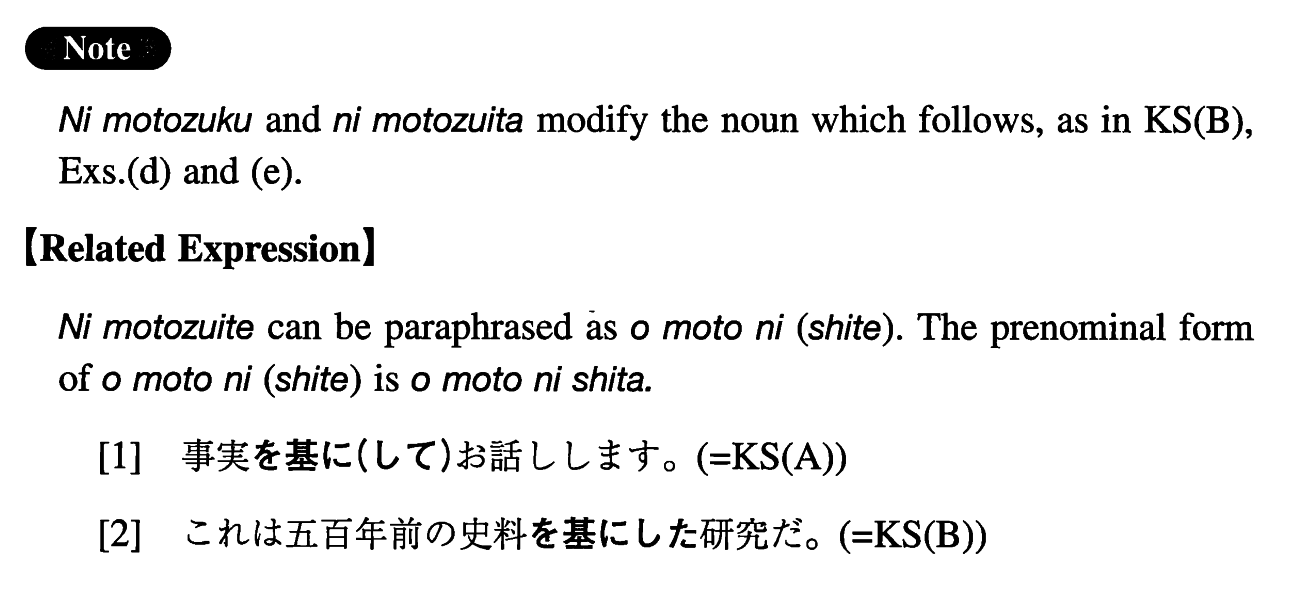 Note
Ni motozuku and ni motozuita modify the noun which follows, as in KS(B),
Exs.(d) and (e).
【Related Expression】
Ni motozuite can be paraphrased as o moto ni (shite). The prenominal form
of o moto ni (shite) is o moto ni shita.
[1] 事実を基に(して)お話しします。(=KS(A))
[2] これは五百年前の史料を基にした研究だ。(=KS(B))